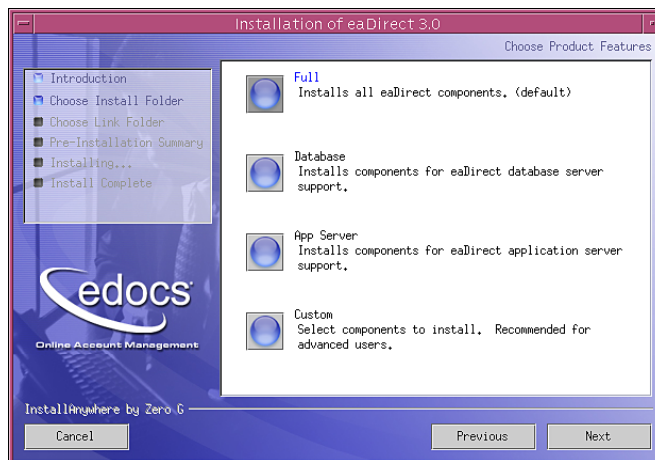 Installation of eaDirect 3.0
Choose Product Features
Introduction
Choose Install Folder
Choose Link Folder
Pre-Installation Summary
Installing...
Install Complete
Full
Installs all eaDirect components. (default)
Database
Installs components for eaDirect database server
support.
App Server
Installs components for eaDirect application server
support.
Custom
Select components to install. Recommended for
advanced users.
edocs
Online Account Management
InstallAnywhere by Zero G
Cancel
Previous
Next